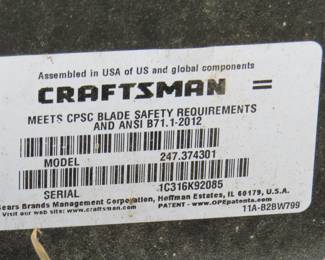 Assembled in USA of US and global components
CRAFTSMAN
MEETS CPSC BLADE SAFETY REQUIREMENTS
AND ANSI B71.1-2012
MODEL 247.374301
SERIAL 1C316K92085
Sears Brands Management Corporation, Hoffman Estates, IL 60179, U.S.A.
Visit our web site: www.craftsman.com PATENT - www.OPEpatents.com
11A-B2BW799